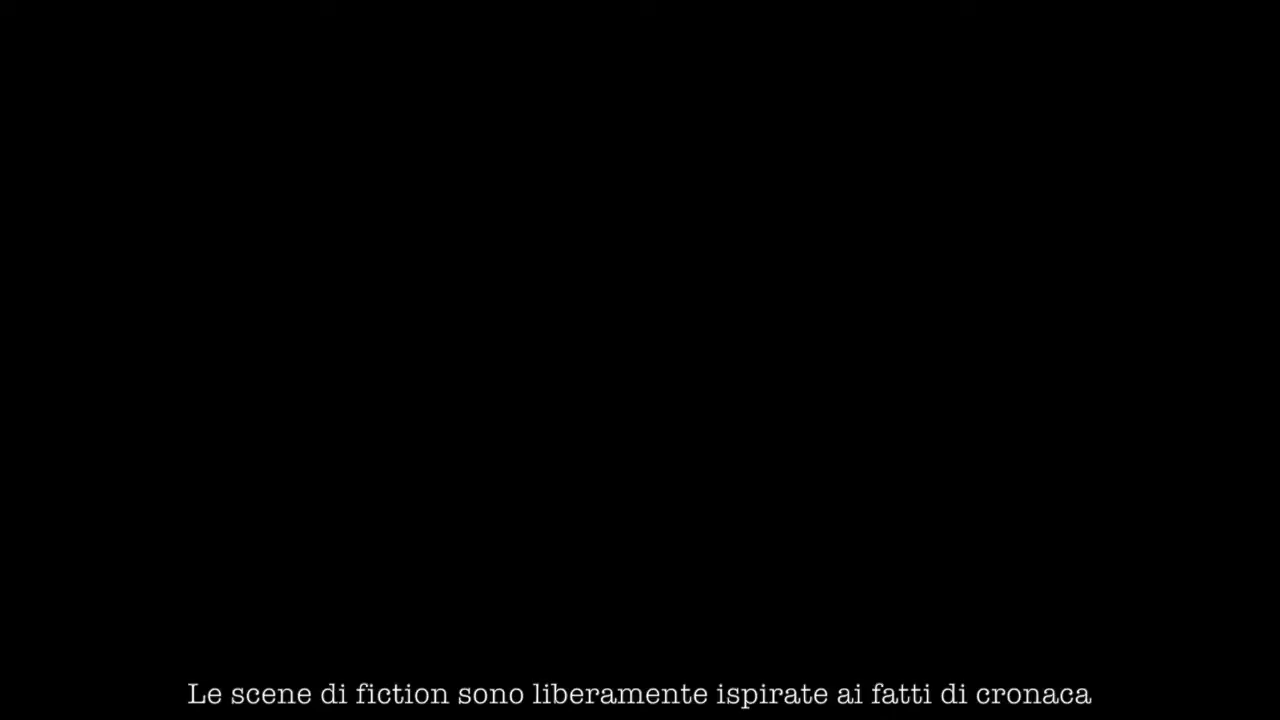 Le scene di fiction sono liberamente ispirate ai fatti di cronaca